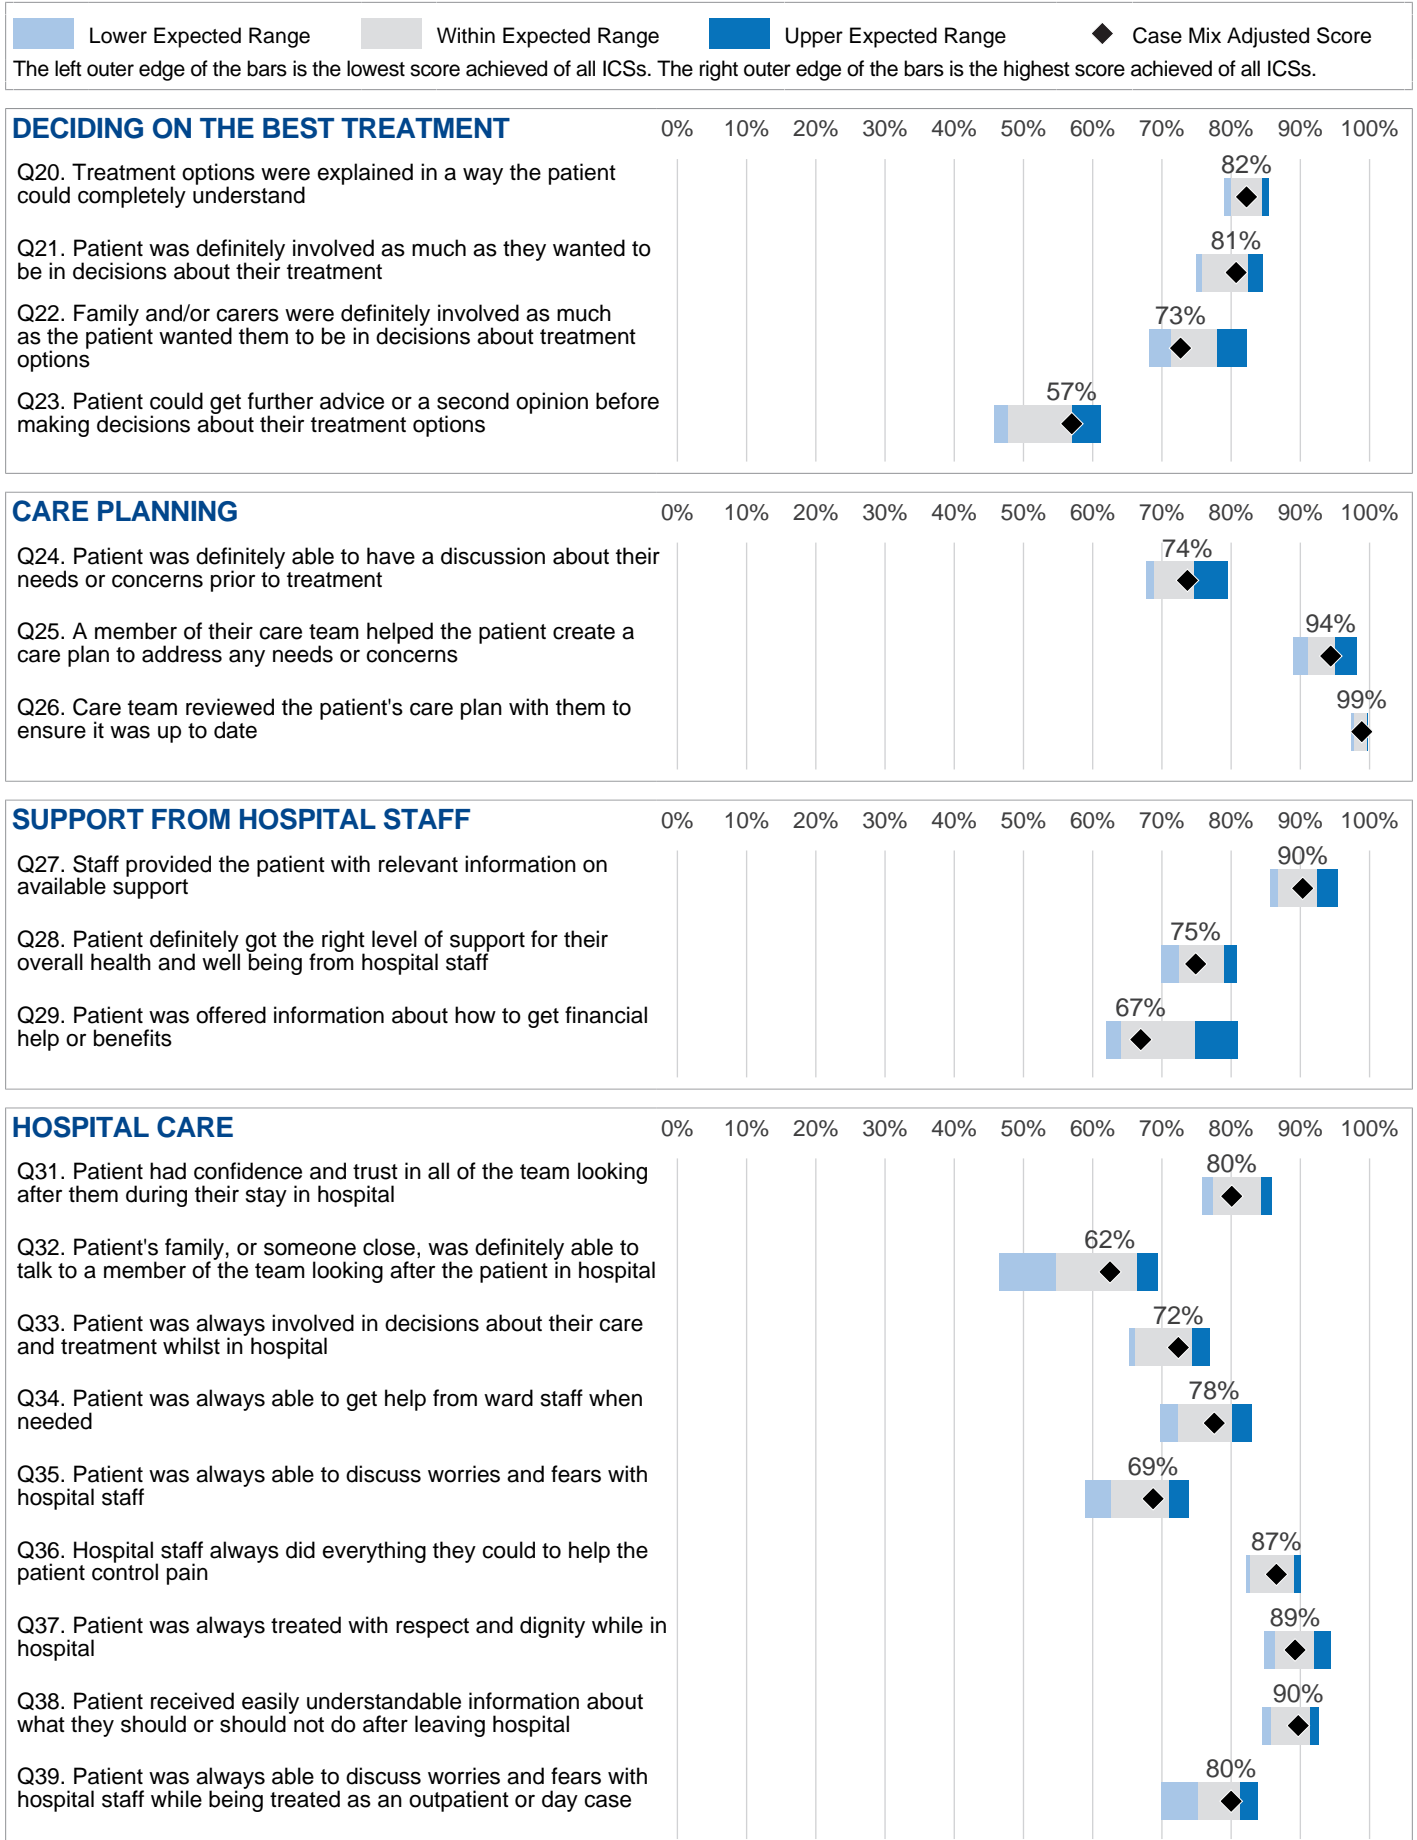 Lower Expected Range Within Expected Range Upper Expected Range Case Mix Adjusted Score
The left outer edge of the bars is the lowest score achieved of all ICSs. The right outer edge of the bars is the highest score achieved of all ICSs.
DECIDING ON THE BEST TREATMENT 0% 10% 20% 30% 40% 50% 60% 70% 80% 90% 100%
Q20. Treatment options were explained in a way the patient
could completely understand
82%
Q21. Patient was definitely involved as much as they wanted to
be in decisions about their treatment
81%
Q22. Family and/or carers were definitely involved as much
as the patient wanted them to be in decisions about treatment
options
73%
Q23. Patient could get further advice or a second opinion before
making decisions about their treatment options
57%
CARE PLANNING 0% 10% 20% 30% 40% 50% 60% 70% 80% 90% 100%
Q24. Patient was definitely able to have a discussion about their
needs or concerns prior to treatment
74%
Q25. A member of their care team helped the patient create a
care plan to address any needs or concerns
94%
Q26. Care team reviewed the patient's care plan with them to
ensure it was up to date
99%
SUPPORT FROM HOSPITAL STAFF 0% 10% 20% 30% 40% 50% 60% 70% 80% 90% 100%
Q27. Staff provided the patient with relevant information on
available support
90%
Q28. Patient definitely got the right level of support for their
overall health and well being from hospital staff
75%
Q29. Patient was offered information about how to get financial
help or benefits
67%
HOSPITAL CARE 0% 10% 20% 30% 40% 50% 60% 70% 80% 90% 100%
Q31. Patient had confidence and trust in all of the team looking
after them during their stay in hospital
80%
Q32. Patient's family, or someone close, was definitely able to
talk to a member of the team looking after the patient in hospital
62%
Q33. Patient was always involved in decisions about their care
and treatment whilst in hospital
72%
Q34. Patient was always able to get help from ward staff when
needed
78%
Q35. Patient was always able to discuss worries and fears with
hospital staff
69%
Q36. Hospital staff always did everything they could to help the
patient control pain
87%
Q37. Patient was always treated with respect and dignity while in
hospital
89%
Q38. Patient received easily understandable information about
what they should or should not do after leaving hospital
90%
Q39. Patient was always able to discuss worries and fears with
hospital staff while being treated as an outpatient or day case
80%